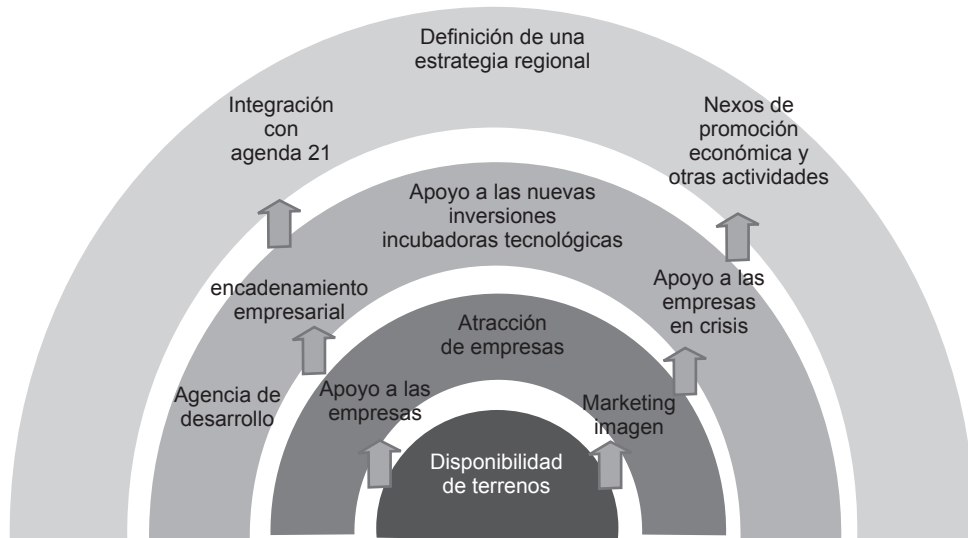 Definición de una
estrategia regional
Integración
con
agenda 21
Nexos de
promoción
económica y
otras actividades
Apoyo a las nuevas
inversiones
incubadoras tecnológicas
encadenamiento
empresarial
Apoyo a las
empresas
en crisis
Agencia de
desarrollo
Atracción
de empresas
Apoyo a las
empresas
Marketing
imagen
Disponibilidad
de terrenos